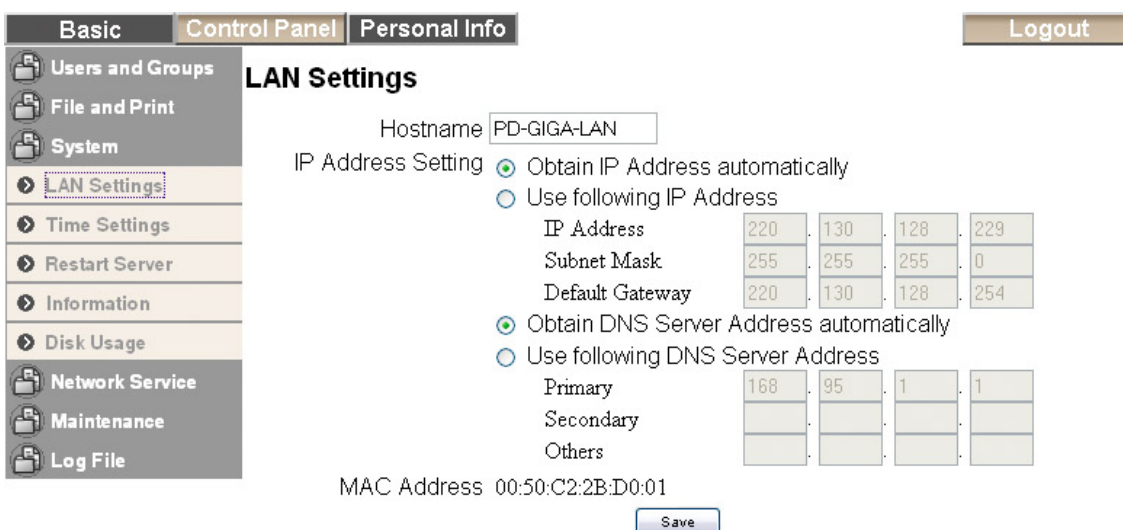 Basic Control Panel Personal Info Logout
Users and Groups
File and Print
System
LAN Settings
Time Settings
Restart Server
Information
Disk Usage
Network Service
Maintenance
Log File
LAN Settings
Hostname PD-GIGA-LAN
IP Address Setting Obtain IP Address automatically
Use following IP Address
IP Address 220 . 130 . 128 . 229
Subnet Mask 255 . 255 . 255 . 0
Default Gateway 220 . 130 . 128 . 254
Obtain DNS Server Address automatically
Use following DNS Server Address
Primary 168 . 95 . 1 . 1
Secondary . . .
Others . . .
MAC Address 00:50:C2:2B:D0:01
Save